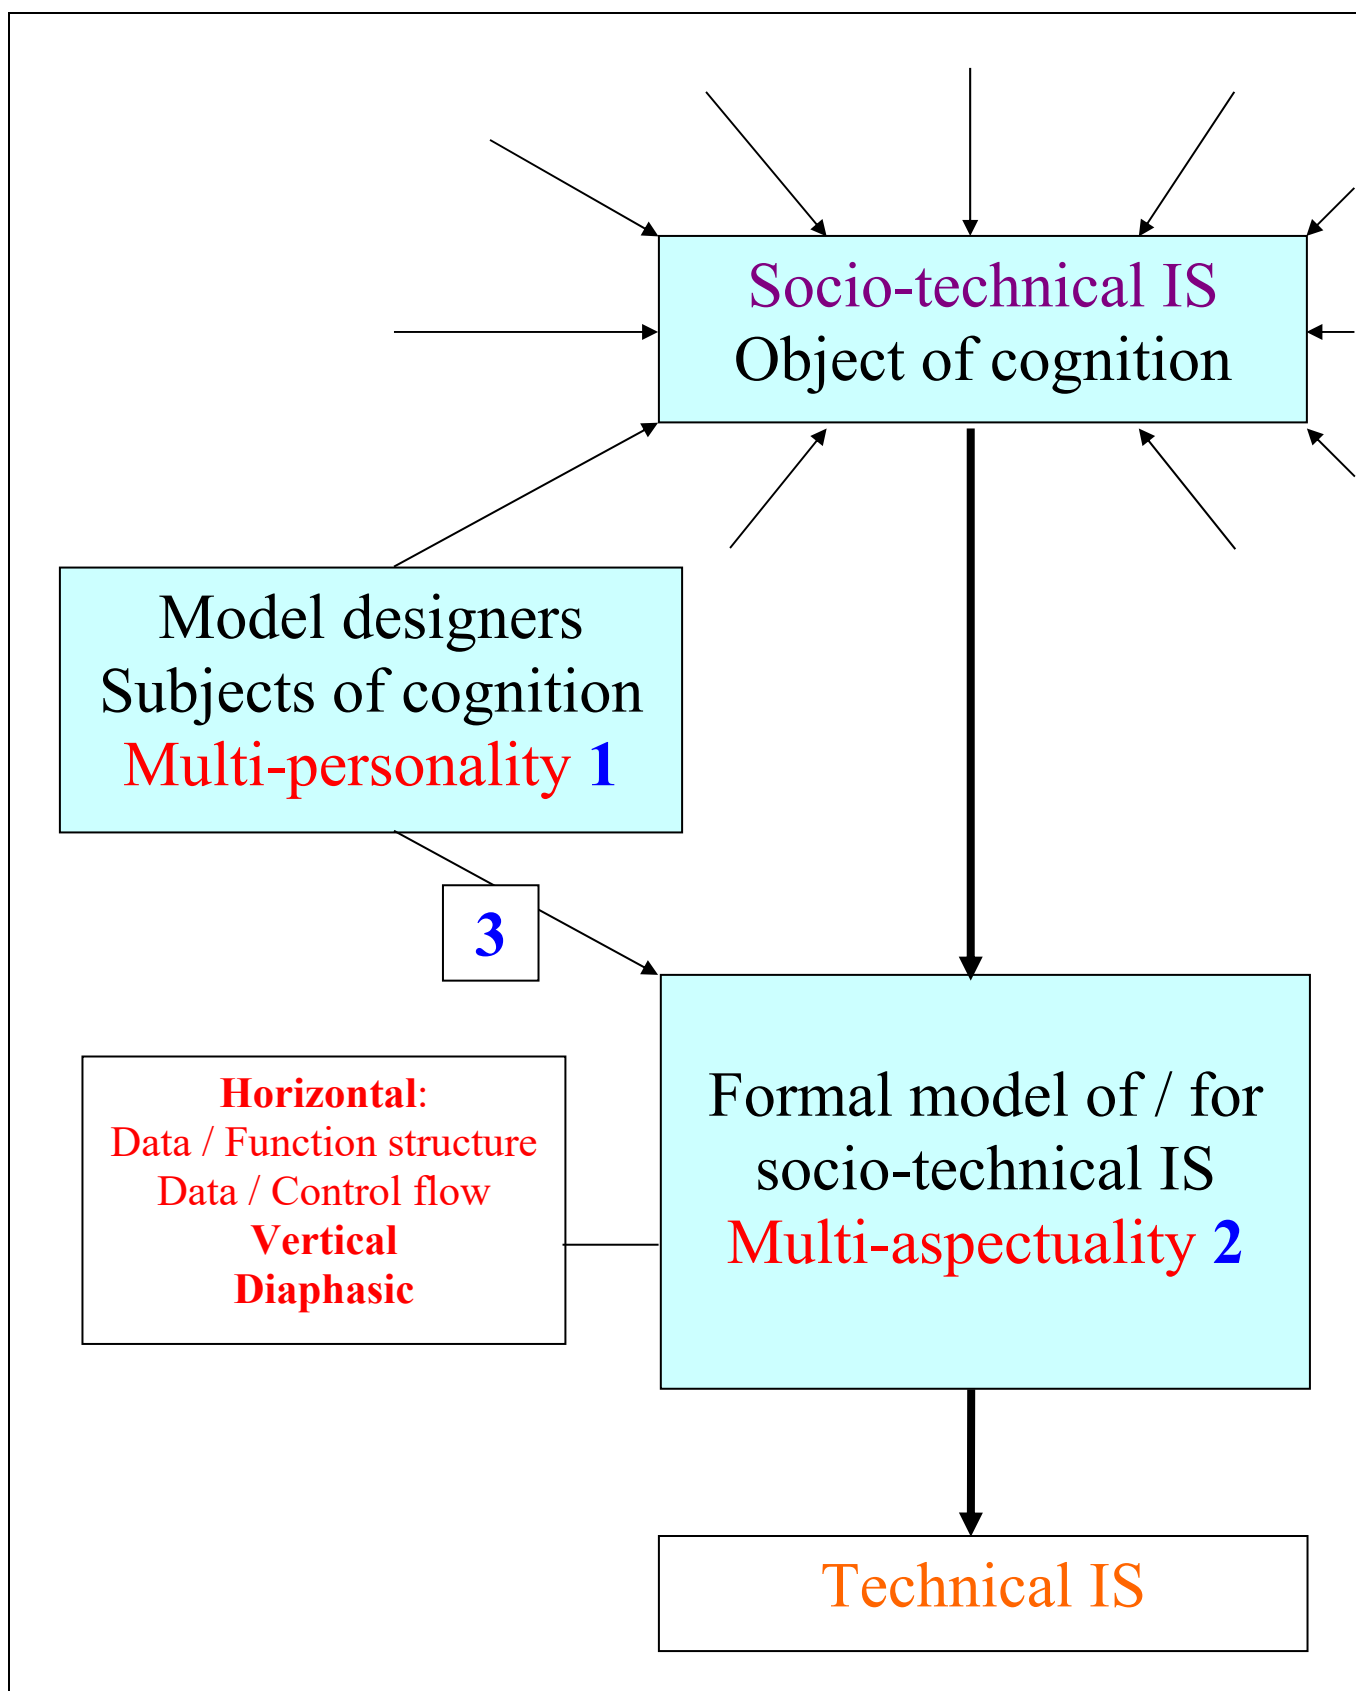 Socio-technical IS
Object of cognition
Model designers
Subjects of cognition
Multi-personality 1
3
Horizontal:
Data / Function structure
Data / Control flow
Vertical
Diaphasic
Formal model of / for
socio-technical IS
Multi-aspectuality 2
Technical IS